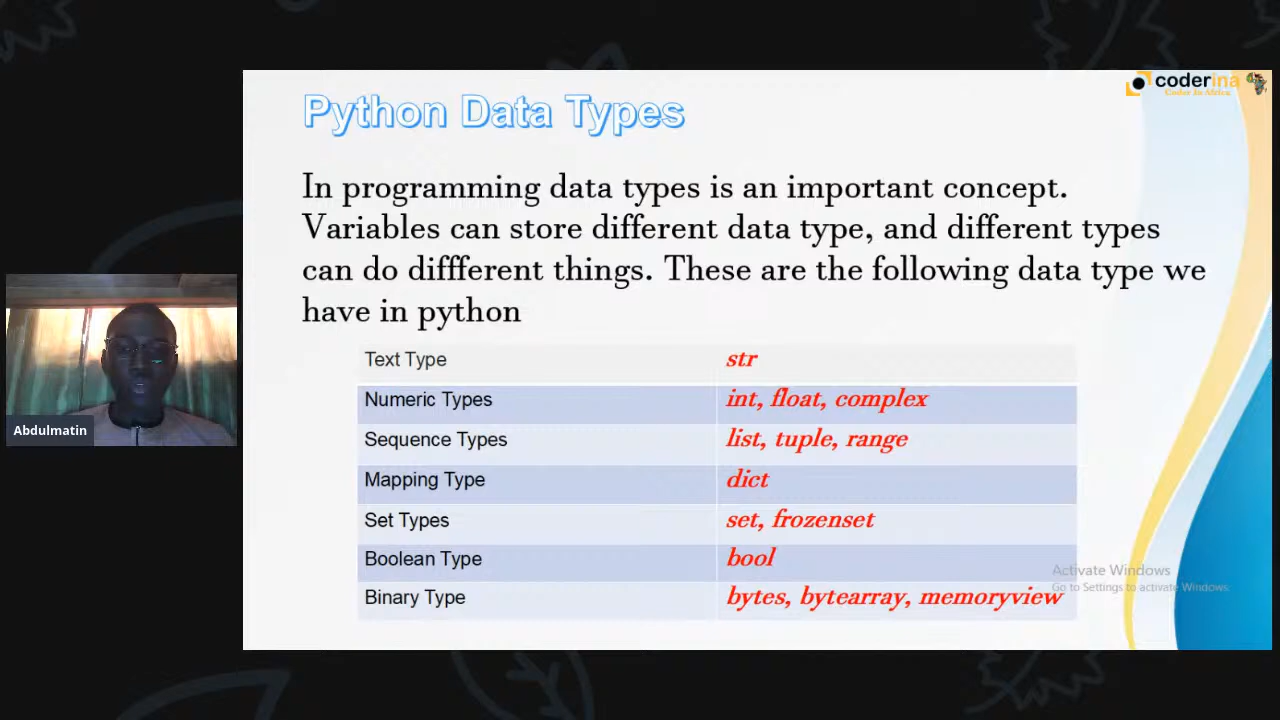 coderina
Coder In Africa
Python Data Types
In programming data types is an important concept.
Variables can store different data type, and different types
can do diffferent things. These are the following data type we
have in python
Text Type str
Numeric Types int, float, complex
Sequence Types list, tuple, range
Mapping Type dict
Set Types set, frozenset
Boolean Type bool
Binary Type bytes, bytearray, memoryview
Activate Windows
Go to Settings to activate Windows.
Abdulmatin